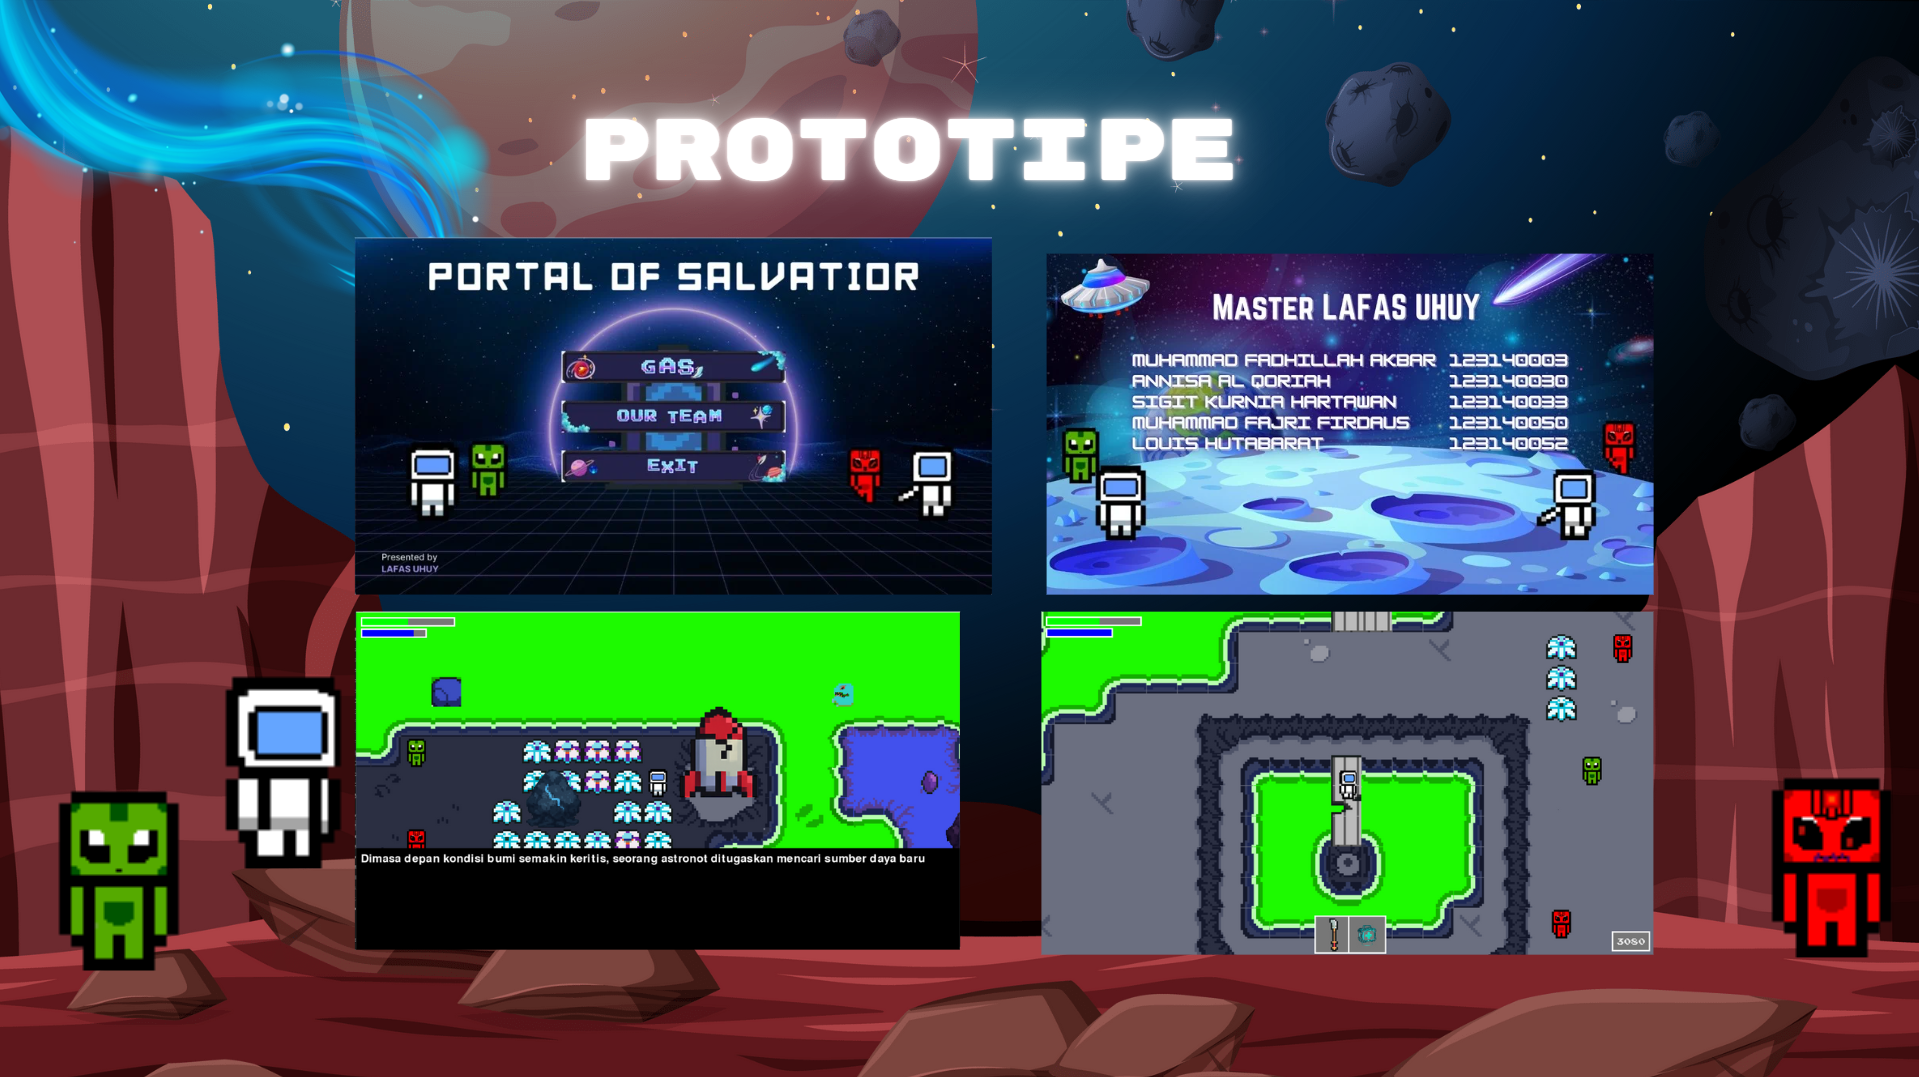 PROTOTIPE
PORTAL OF SALVATIOR
GAS
OUR TEAM
EXIT
Presented by
LAFAS UHUY
MASTER LAFAS UHUY
MUHAMMAD FADHILLAH AKBAR 123140003
ANNISA AL QORIAH 123140030
SIGIT KURNIA HARTAWAN 123140033
MUHAMMAD FAJRI FIRDAUS 123140050
LOUIS HUTABARAT 123140052
Dimasa depan kondisi bumi semakin keritis, seorang astronot ditugaskan mencari sumber daya baru
3080